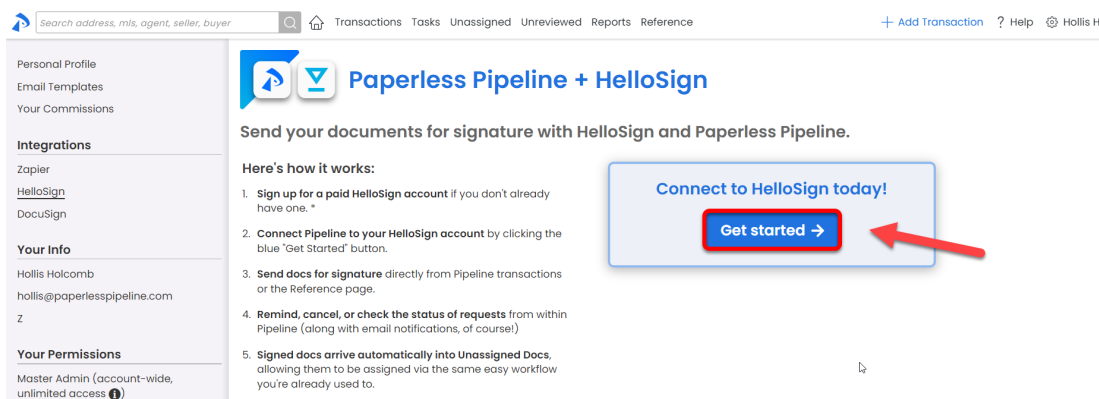 Search address, mls, agent, seller, buyer
Transactions Tasks Unassigned Unreviewed Reports Reference
+ Add Transaction ? Help Hollis H
Personal Profile
Email Templates
Your Commissions
Integrations
Zapier
HelloSign
DocuSign
Your Info
Hollis Holcomb
hollis@paperlesspipeline.com
Z
Your Permissions
Master Admin (account-wide,
unlimited access i)
Paperless Pipeline + HelloSign
Send your documents for signature with HelloSign and Paperless Pipeline.
Here's how it works:
1. Sign up for a paid HelloSign account if you don't already
have one. *
2. Connect Pipeline to your HelloSign account by clicking the
blue "Get Started" button.
3. Send docs for signature directly from Pipeline transactions
or the Reference page.
4. Remind, cancel, or check the status of requests from within
Pipeline (along with email notifications, of course!)
5. Signed docs arrive automatically into Unassigned Docs,
allowing them to be assigned via the same easy workflow
you're already used to.
Connect to HelloSign today!
Get started →